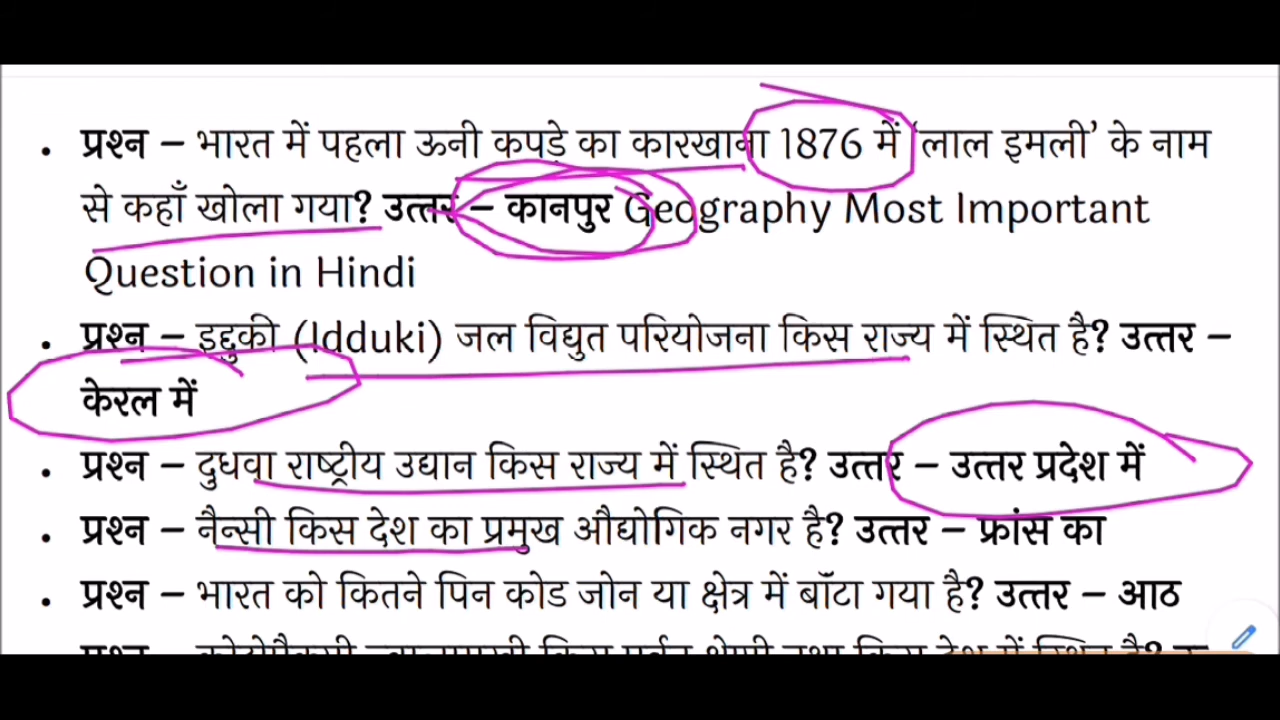 • प्रश्न – भारत में पहला ऊनी कपड़े का कारखाना 1876 में ‘लाल इमली’ के नाम
से कहाँ खोला गया? उत्तर – कानपुर Geography Most Important
Question in Hindi
• प्रश्न – इद्दुकी (Idduki) जल विद्युत परियोजना किस राज्य में स्थित है? उत्तर –
केरल में
• प्रश्न – दुधवा राष्ट्रीय उद्यान किस राज्य में स्थित है? उत्तर – उत्तर प्रदेश में
• प्रश्न – नैन्सी किस देश का प्रमुख औद्योगिक नगर है? उत्तर – फ्रांस का
• प्रश्न – भारत को कितने पिन कोड जोन या क्षेत्र में बाँटा गया है? उत्तर – आठ